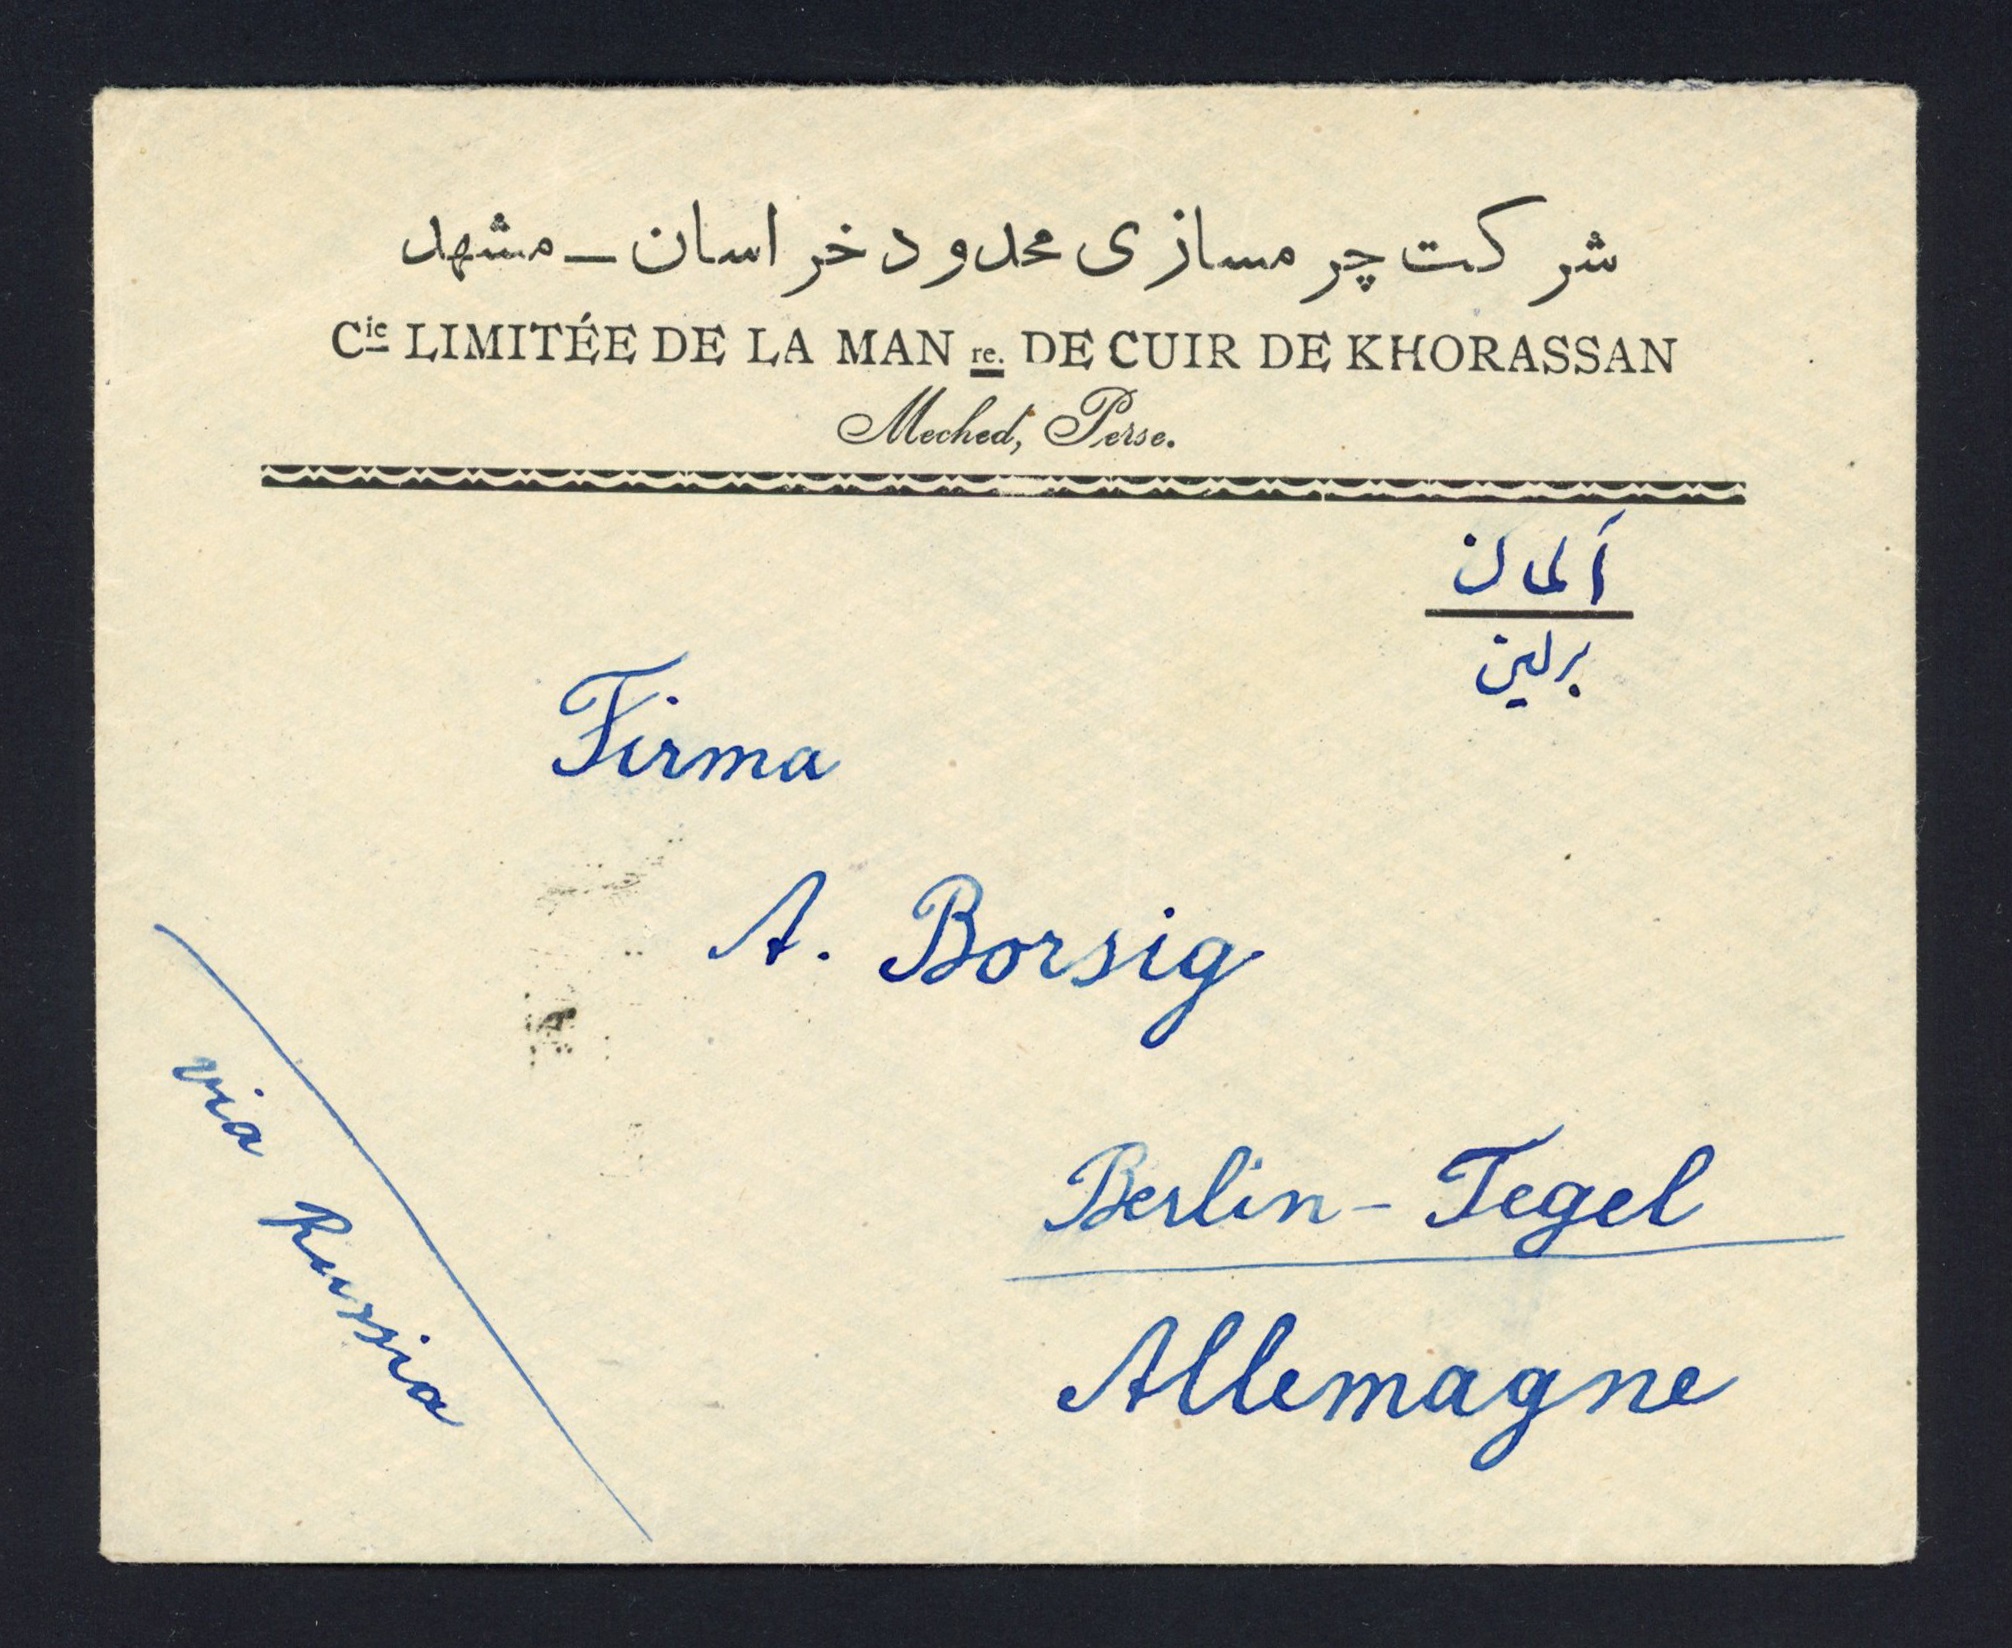 شرکت چرمسازی محدود خراسان ـ مشهد
Cie LIMITÉE DE LA MAN re. DE CUIR DE KHORASSAN
Meched, Perse.
آلمان
برلین
Firma
A. Borsig
Berlin - Tegel
Allemagne
via Russia